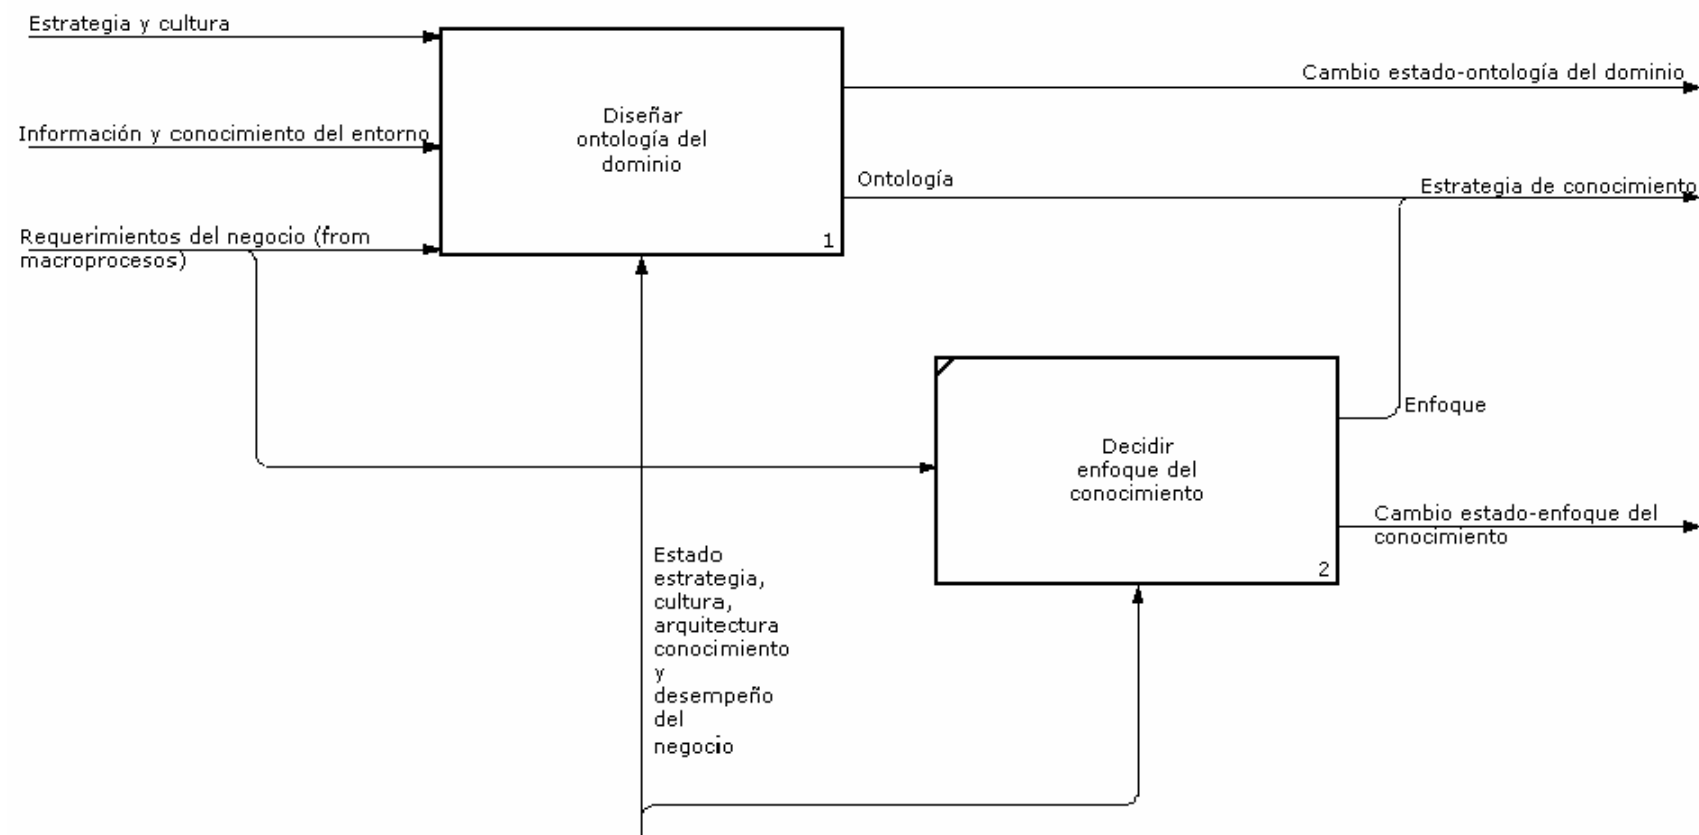 Estrategia y cultura
Cambio estado-ontología del dominio
Diseñar
ontología del
dominio
Información y conocimiento del entorno
Ontología
Estrategia de conocimiento
Requerimientos del negocio (from
macroprocesos)
1
Enfoque
Decidir
enfoque del
conocimiento
Cambio estado-enfoque del
conocimiento
2
Estado
estrategia,
cultura,
arquitectura
conocimiento
y
desempeño
del
negocio